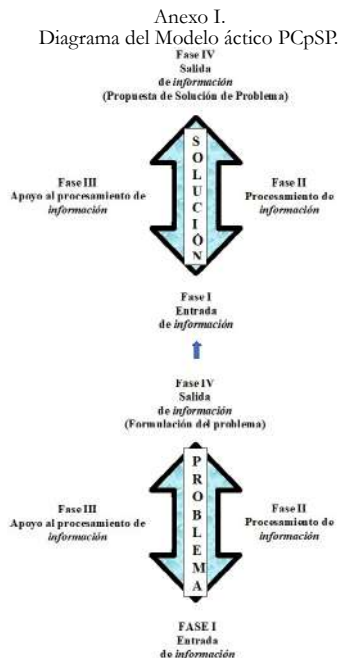 Anexo I.
Diagrama del Modelo áctico PCpSP.
Fase IV
Salida
de información
(Propuesta de Solución de Problema)
SOLUCIÓN
Fase III
Apoyo al procesamiento de
información
Fase II
Procesamiento de
información
Fase I
Entrada
de información
Fase IV
Salida
de información
(Formulación del problema)
PROBLEMA
Fase III
Apoyo al procesamiento de
información
Fase II
Procesamiento de
información
FASE I
Entrada
de información